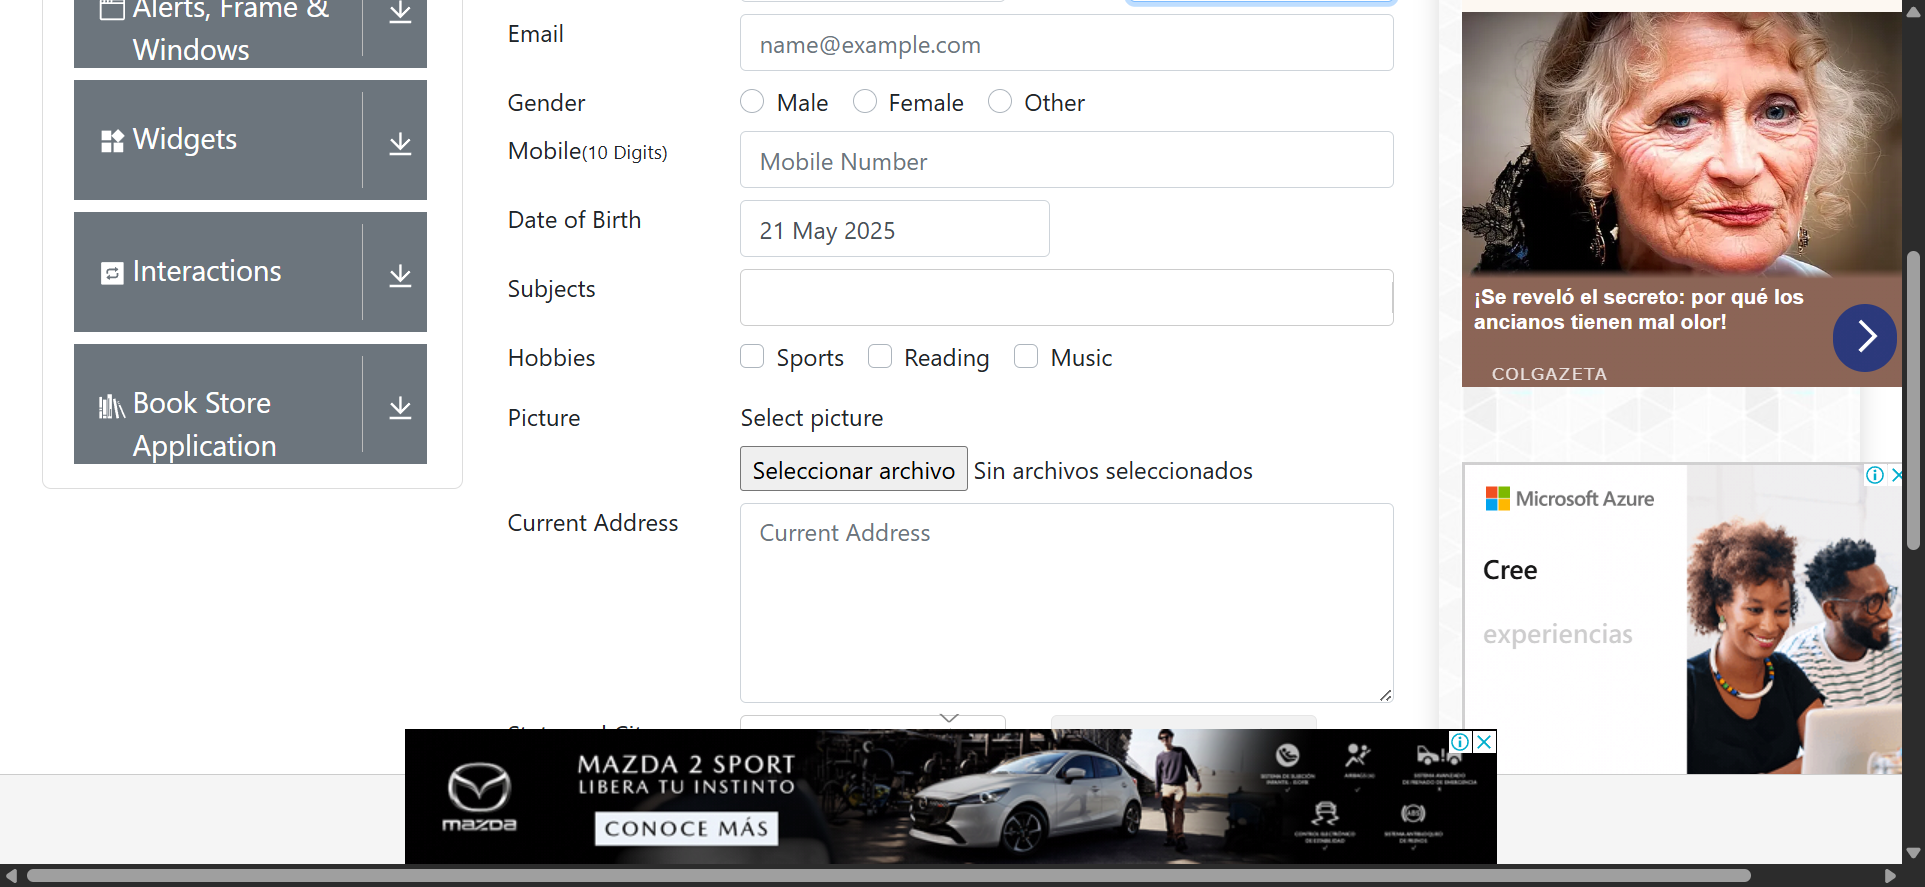 Alerts, Frame &
Windows
Widgets
Interactions
Book Store
Application
Email
name@example.com
Gender
Male
Female
Other
Mobile(10 Digits)
Mobile Number
Date of Birth
21 May 2025
Subjects
Hobbies
Sports
Reading
Music
Picture
Select picture
Seleccionar archivo
Sin archivos seleccionados
Current Address
Current Address
¡Se reveló el secreto: por qué los
ancianos tienen mal olor!
COLGAZETA
Microsoft Azure
Cree
experiencias
mazda
MAZDA 2 SPORT
LIBERA TU INSTINTO
CONOCE MÁS